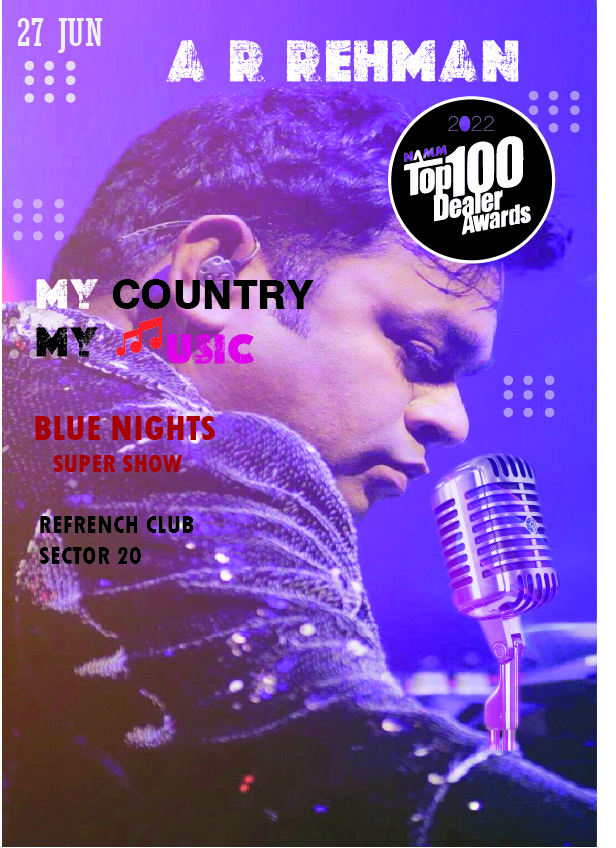 27 JUN
A R REHMAN
2022
NAMM
Top100
Dealer
Awards
MY COUNTRY
MY MUSIC
BLUE NIGHTS
SUPER SHOW
REFRENCH CLUB
SECTOR 20